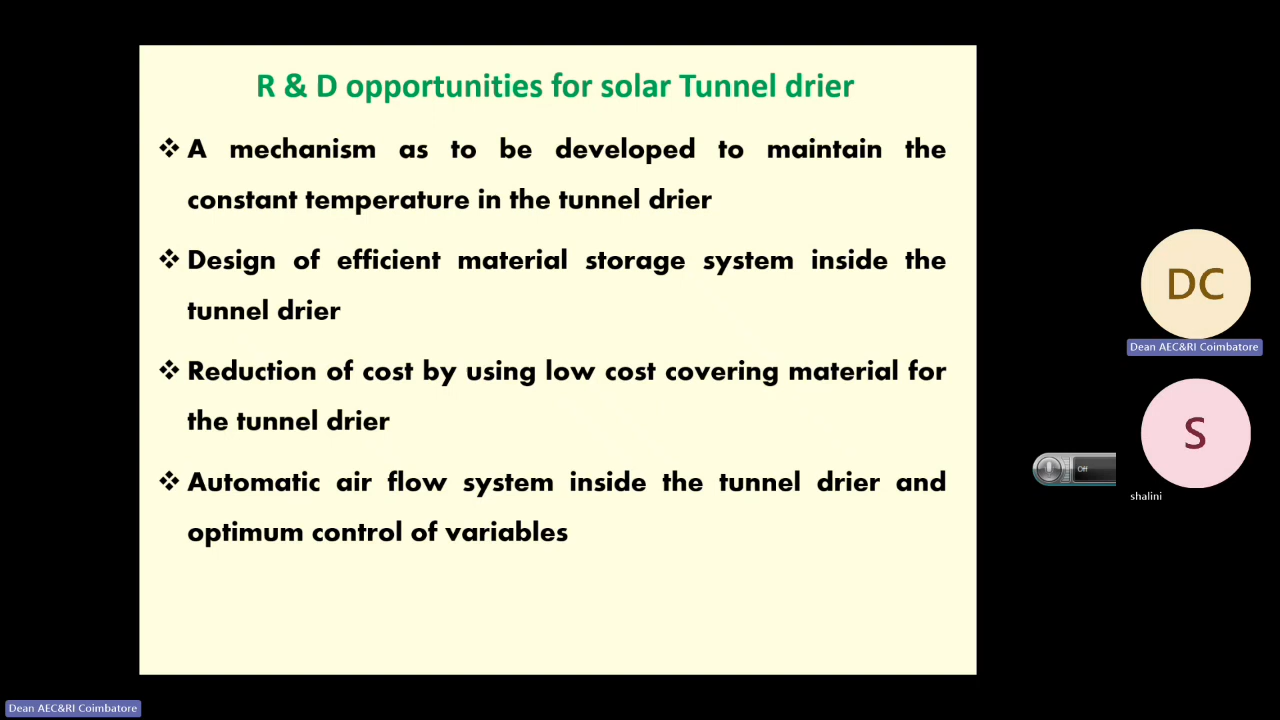 R & D opportunities for solar Tunnel drier
❖ A mechanism as to be developed to maintain the
constant temperature in the tunnel drier
❖ Design of efficient material storage system inside the
tunnel drier
❖ Reduction of cost by using low cost covering material for
the tunnel drier
❖ Automatic air flow system inside the tunnel drier and
optimum control of variables
DC
Dean AEC&RI Coimbatore
S
Off
shalini
Dean AEC&RI Coimbatore